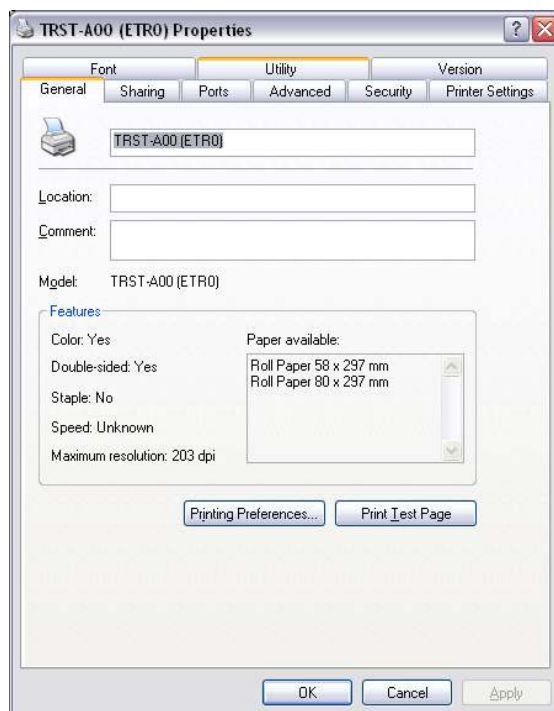 TRST-A00 (ETR0) Properties
Font Utility Version
General Sharing Ports Advanced Security Printer Settings
TRST-A00 (ETR0)
Location:
Comment:
Model: TRST-A00 (ETR0)
Features
Color: Yes
Double-sided: Yes
Staple: No
Speed: Unknown
Maximum resolution: 203 dpi
Paper available:
Roll Paper 58 x 297 mm
Roll Paper 80 x 297 mm
Printing Preferences... Print Test Page
OK Cancel Apply